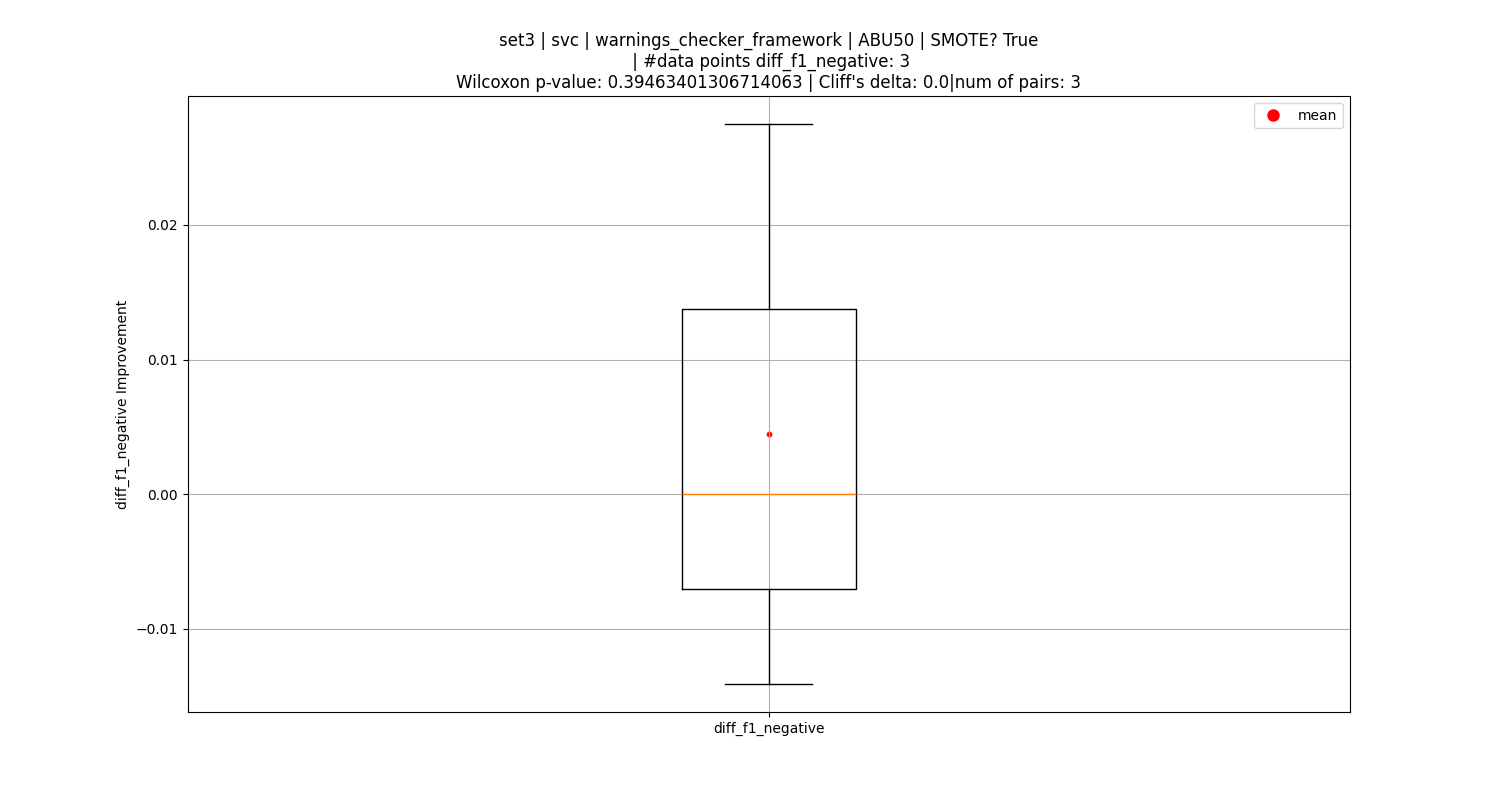 set3 | svc | warnings_checker_framework | ABU50 | SMOTE? True
| #data points diff_f1_negative: 3
Wilcoxon p-value: 0.39463401306714063 | Cliff's delta: 0.0|num of pairs: 3
mean
0.02
0.01
0.00
−0.01
diff_f1_negative Improvement
diff_f1_negative